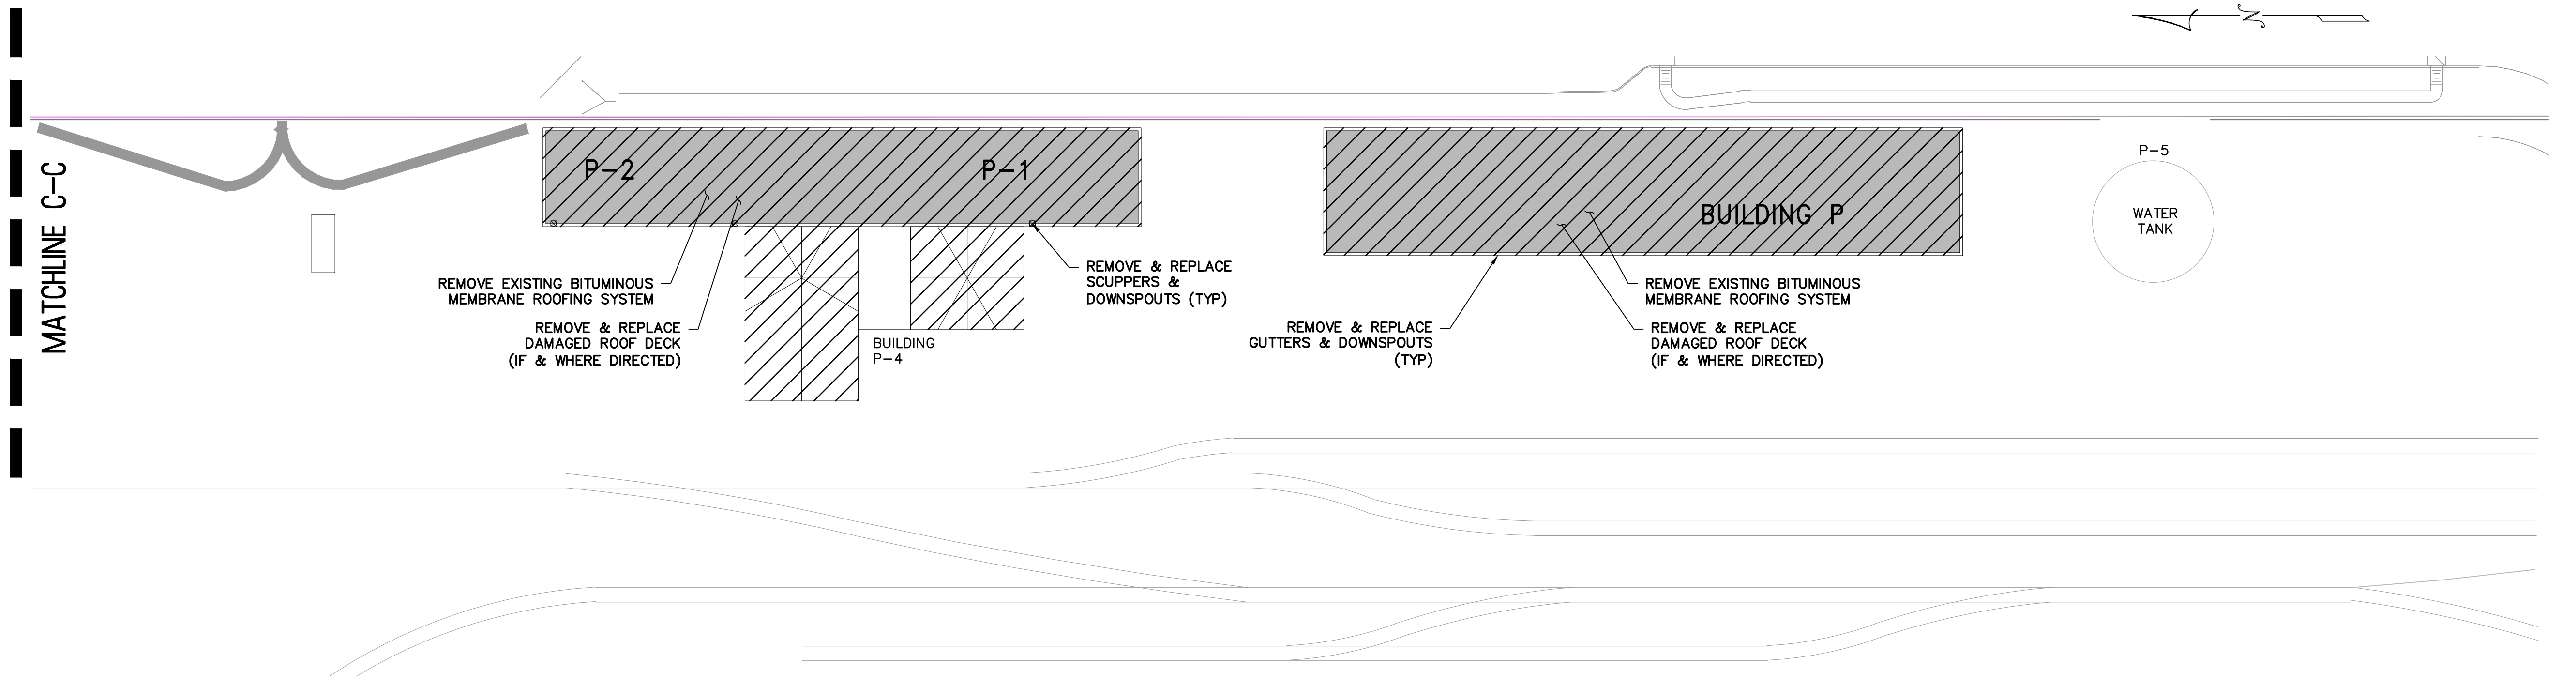 N
MATCHLINE C-C
P-2
P-1
BUILDING P
P-5
WATER
TANK
REMOVE EXISTING BITUMINOUS
MEMBRANE ROOFING SYSTEM
REMOVE & REPLACE
DAMAGED ROOF DECK
(IF & WHERE DIRECTED)
REMOVE & REPLACE
SCUPPERS &
DOWNSPOUTS (TYP)
BUILDING
P-4
REMOVE & REPLACE
GUTTERS & DOWNSPOUTS
(TYP)
REMOVE EXISTING BITUMINOUS
MEMBRANE ROOFING SYSTEM
REMOVE & REPLACE
DAMAGED ROOF DECK
(IF & WHERE DIRECTED)